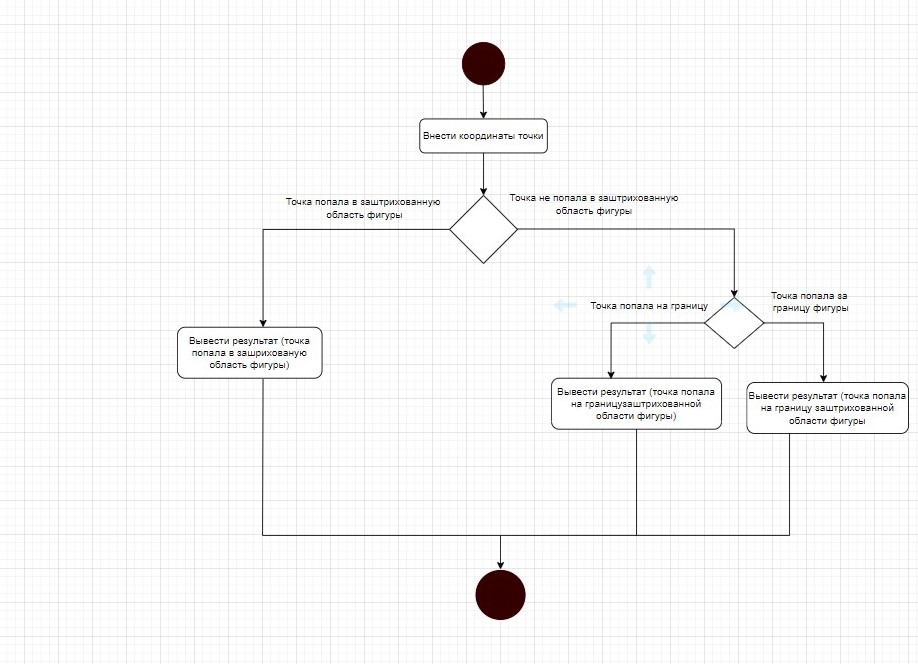 Внести координаты точки
Точка попала в заштрихованную
область фигуры
Точка не попала в заштрихованную
область фигуры
Точка попала на границу
Точка попала за
границу фигуры
Вывести результат (точка
попала в зашрихованую
область фигуры)
Вывести результат (точка попала
на границузаштрихованной
области фигуры)
Вывести результат (точка попала
на границу заштрихованной
области фигуры